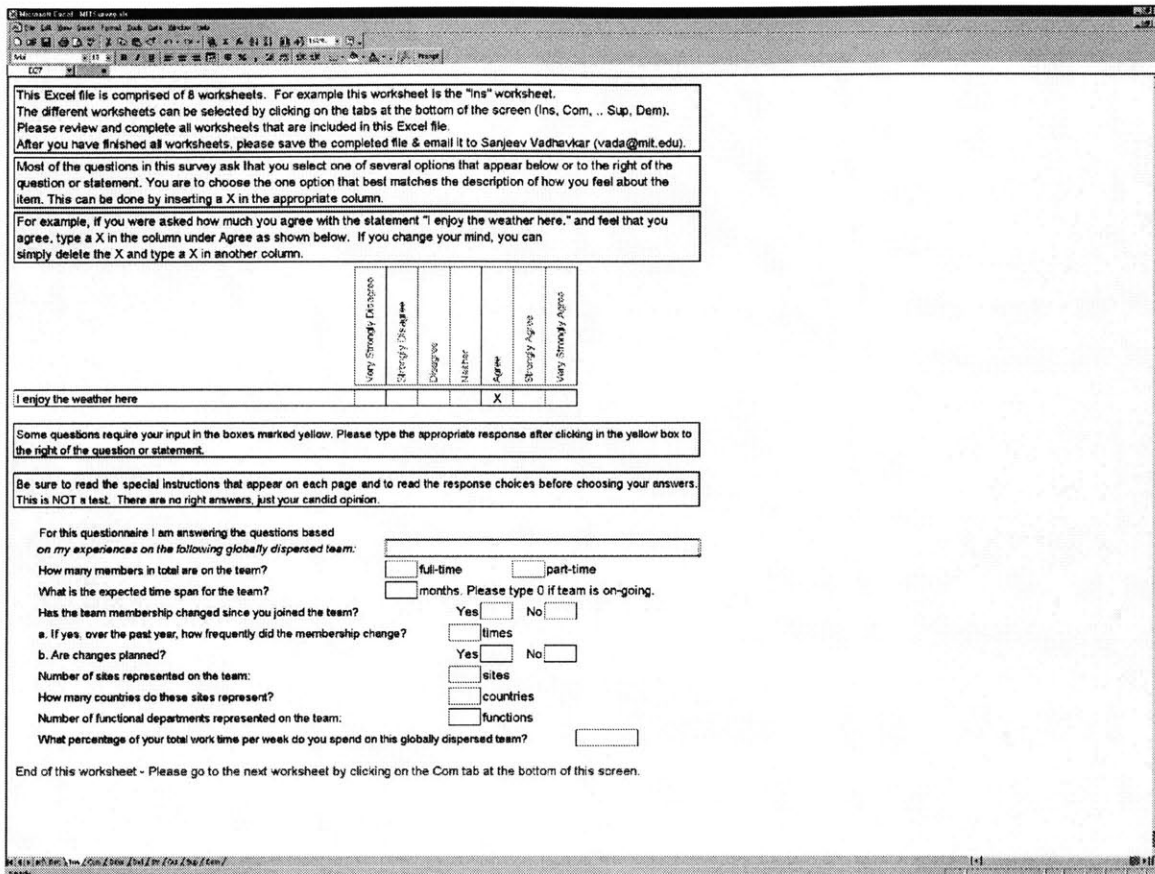 Microsoft Excel - MITSurvey.xls
File Edit View Insert Format Tools Data Window Help
Arial
Prompt
This Excel file is comprised of 8 worksheets. For example this worksheet is the "Ins" worksheet.
The different worksheets can be selected by clicking on the tabs at the bottom of the screen (Ins, Com, .. Sup, Dem).
Please review and complete all worksheets that are included in this Excel file.
After you have finished all worksheets, please save the completed file & email it to Sanjeev Vadhavkar (vada@mit.edu).
Most of the questions in this survey ask that you select one of several options that appear below or to the right of the
question or statement. You are to choose the one option that best matches the description of how you feel about the
item. This can be done by inserting a X in the appropriate column.
For example, if you were asked how much you agree with the statement "I enjoy the weather here." and feel that you
agree, type a X in the column under Agree as shown below. If you change your mind, you can
simply delete the X and type a X in another column.
Very Strongly Disagree
Strongly Disagree
Disagree
Neither
Agree
Strongly Agree
Very Strongly Agree
I enjoy the weather here X
Some questions require your input in the boxes marked yellow. Please type the appropriate response after clicking in the yellow box to
the right of the question or statement.
Be sure to read the special instructions that appear on each page and to read the response choices before choosing your answers.
This is NOT a test. There are no right answers, just your candid opinion.
For this questionnaire I am answering the questions based
on my experiences on the following globally dispersed team:
How many members in total are on the team? full-time part-time
What is the expected time span for the team? months. Please type 0 if team is on-going.
Has the team membership changed since you joined the team? Yes No
a. If yes, over the past year, how frequently did the membership change? times
b. Are changes planned? Yes No
Number of sites represented on the team: sites
How many countries do these sites represent? countries
Number of functional departments represented on the team: functions
What percentage of your total work time per week do you spend on this globally dispersed team?
End of this worksheet - Please go to the next worksheet by clicking on the Com tab at the bottom of this screen.